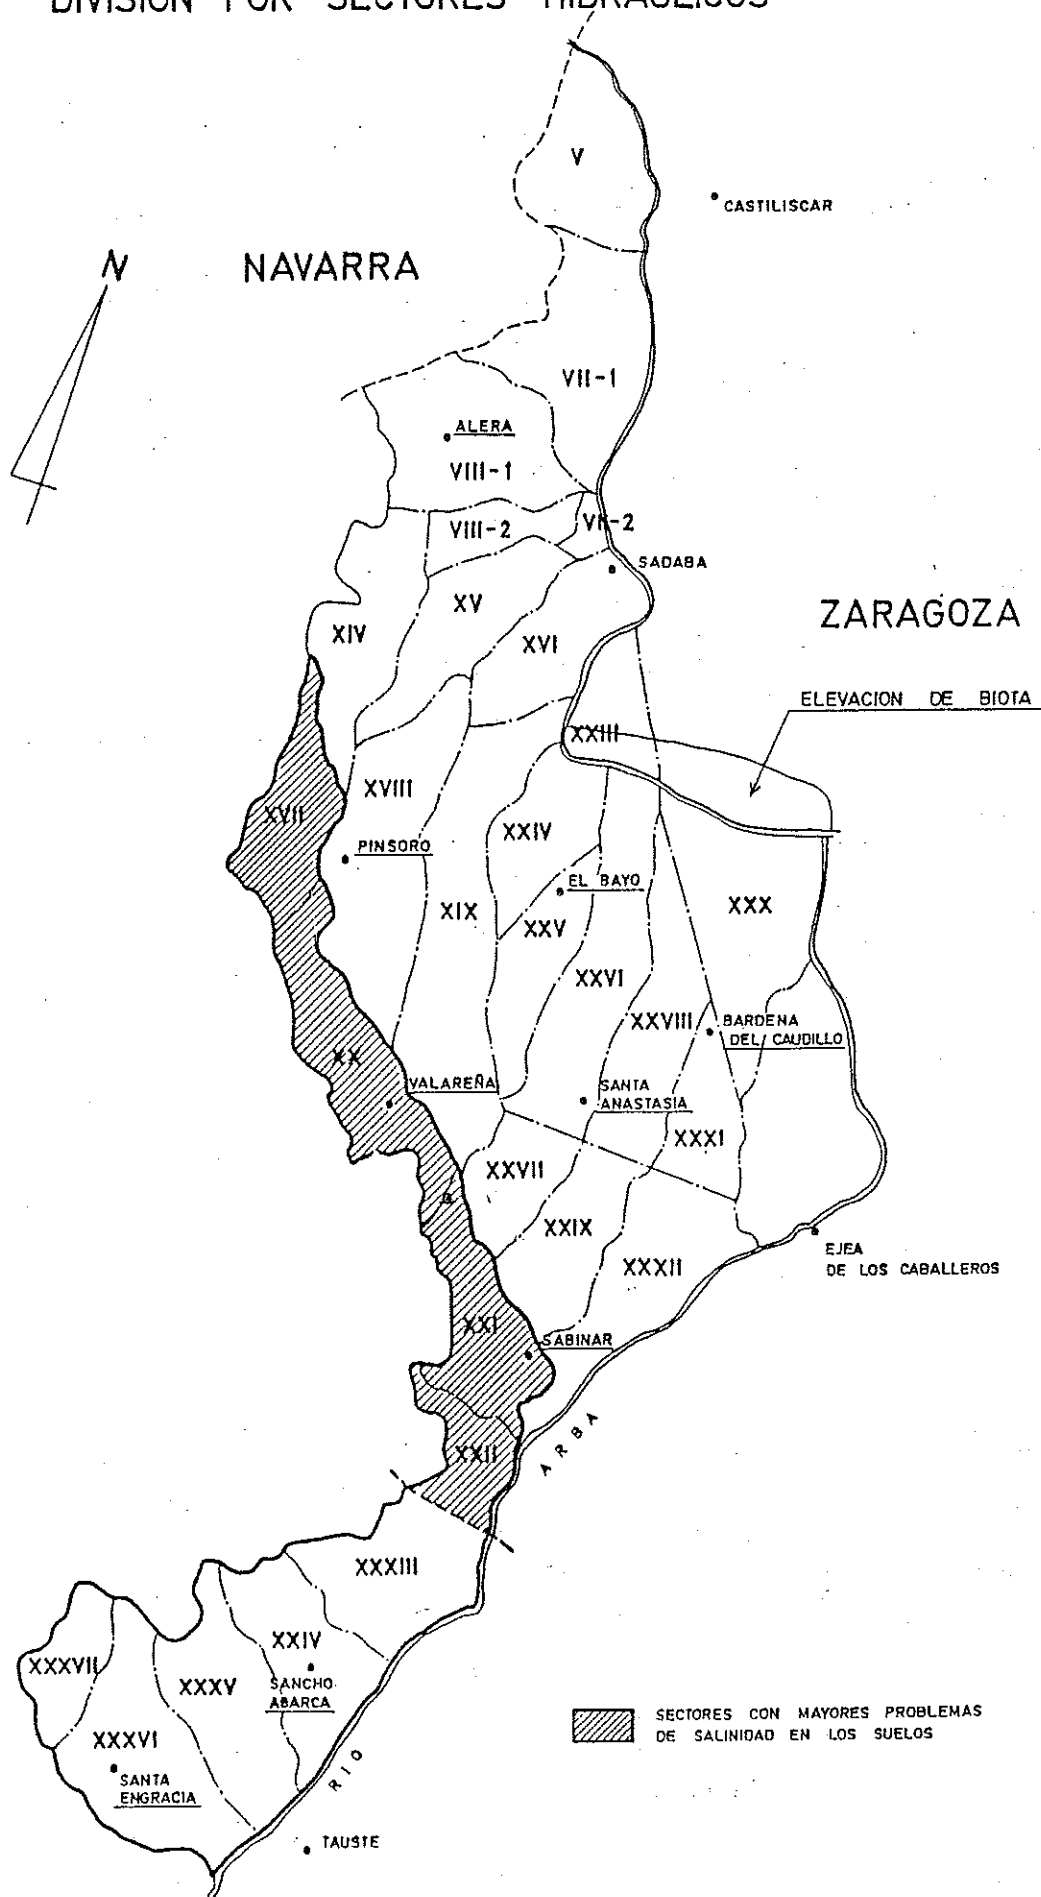 DIVISION POR SECTORES HIDRAULICOS
V
CASTILISCAR
N
NAVARRA
VII-1
ALERA
VIII-1
VIII-2
VII-2
SADABA
XV
ZARAGOZA
XIV
XVI
ELEVACION DE BIOTA
XXIII
XVIII
XVII
XXIV
PINSORO
EL BAYO
XIX
XXX
XXV
XXVI
XXVIII
BARDENA
DEL CAUDILLO
XX
VALAREÑA
SANTA
ANASTASIA
XXXI
XXVII
XXIX
EJEA
DE LOS CABALLEROS
XXXII
XXI
SABINAR
ARBA
XXII
XXXIII
XXIV
XXXVII
SANCHO
ABARCA
XXXV
XXXVI
SECTORES CON MAYORES PROBLEMAS
DE SALINIDAD EN LOS SUELOS
SANTA
ENGRACIA
RIO
TAUSTE